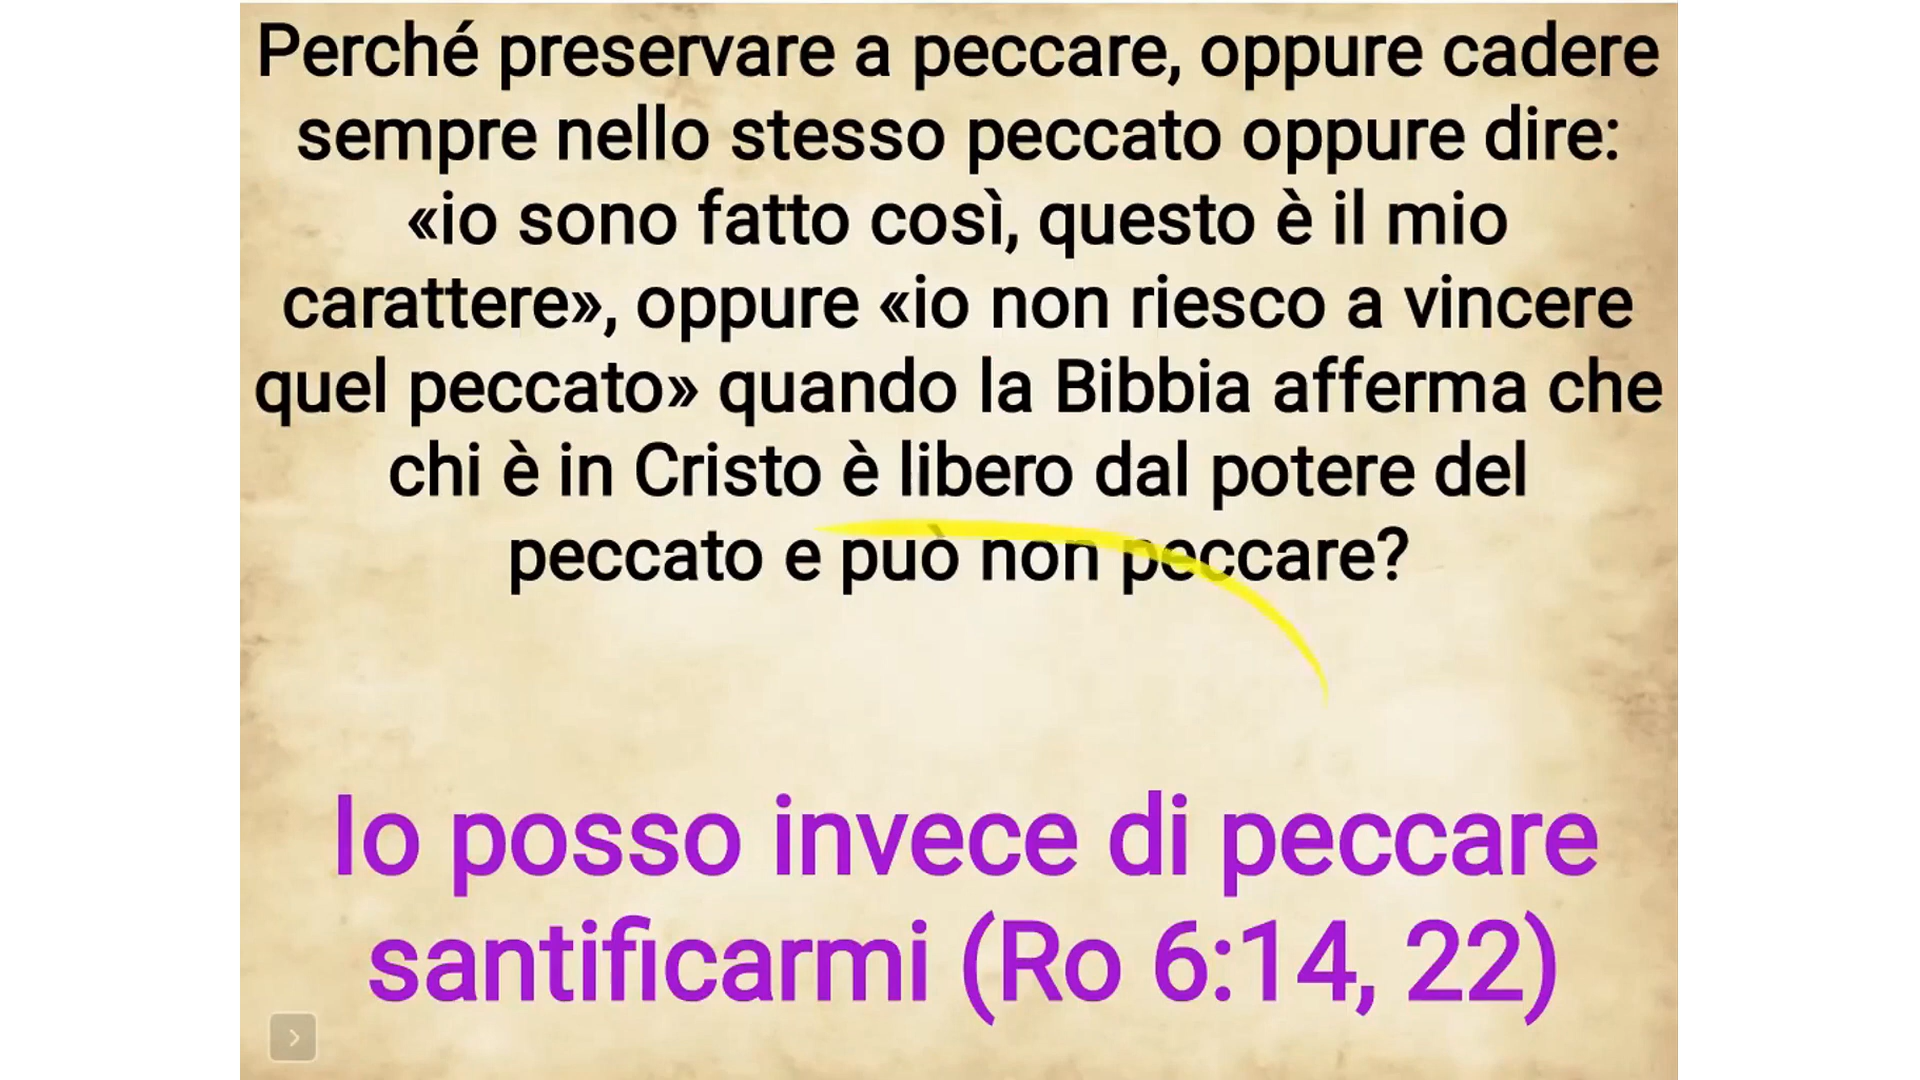 Perché preservare a peccare, oppure cadere
sempre nello stesso peccato oppure dire:
«io sono fatto così, questo è il mio
carattere», oppure «io non riesco a vincere
quel peccato» quando la Bibbia afferma che
chi è in Cristo è libero dal potere del
peccato e può non peccare?
Io posso invece di peccare
santificarmi (Ro 6:14, 22)